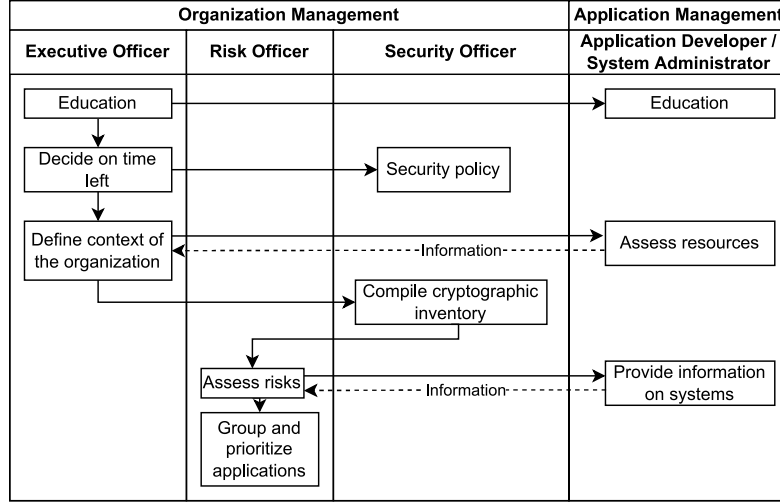 Organization Management
Application Management
Executive Officer
Risk Officer
Security Officer
Application Developer /
System Administrator
Education
Education
Decide on time
left
Security policy
Define context of
the organization
Information
Assess resources
Compile cryptographic
inventory
Assess risks
Information
Provide information
on systems
Group and
prioritize
applications